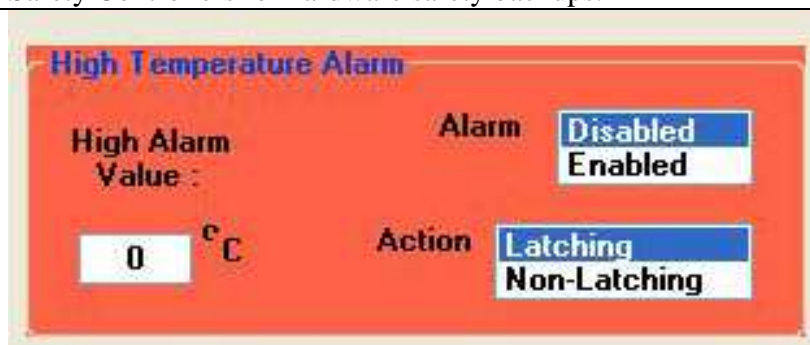 High Temperature Alarm
High Alarm
Value :
0 °C
Alarm
Disabled
Enabled
Action
Latching
Non-Latching